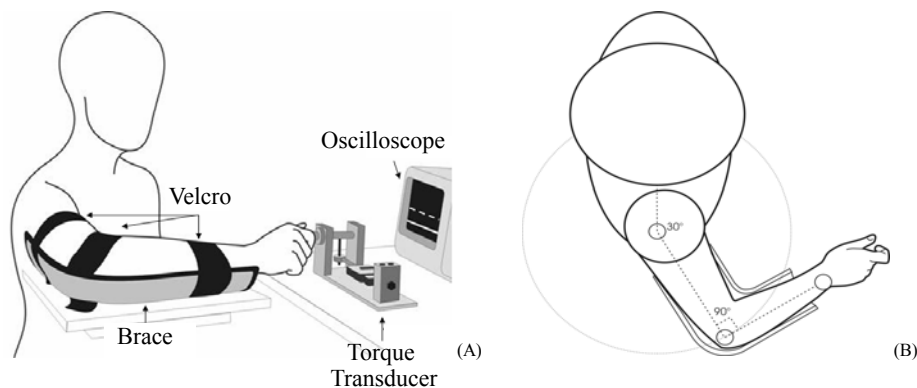 Oscilloscope
Velcro
Brace
Torque
Transducer
(A)
30°
90°
(B)